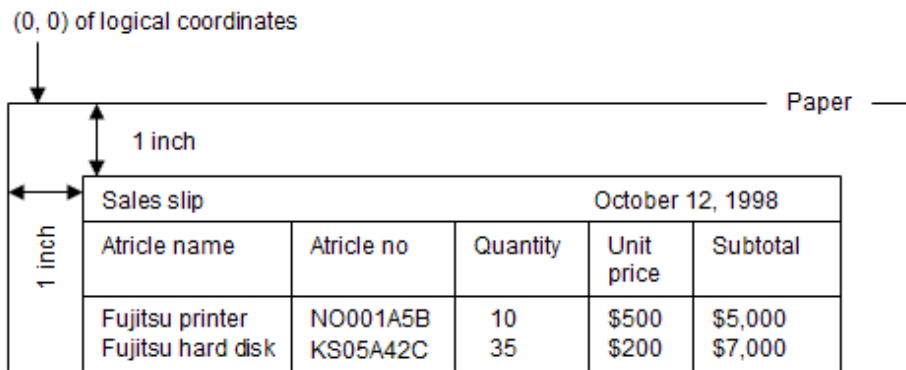 (0, 0) of logical coordinates
Paper
1 inch
1 inch
Sales slip October 12, 1998
Atricle name Atricle no Quantity Unit price Subtotal
Fujitsu printer NO001A5B 10 $500 $5,000
Fujitsu hard disk KS05A42C 35 $200 $7,000